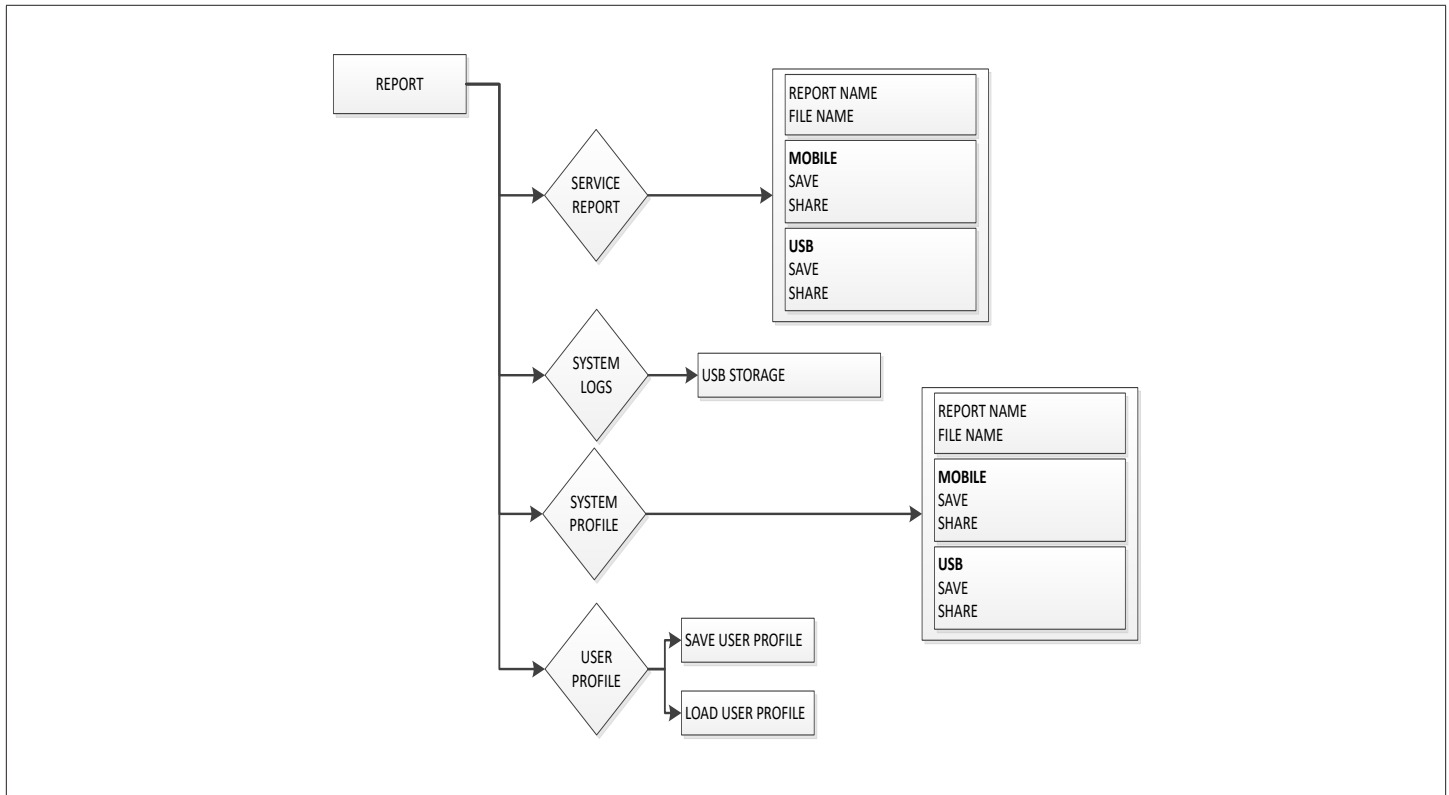 REPORT
SERVICE
REPORT
REPORT NAME
FILE NAME
MOBILE
SAVE
SHARE
USB
SAVE
SHARE
SYSTEM
LOGS
USB STORAGE
SYSTEM
PROFILE
REPORT NAME
FILE NAME
MOBILE
SAVE
SHARE
USB
SAVE
SHARE
USER
PROFILE
SAVE USER PROFILE
LOAD USER PROFILE